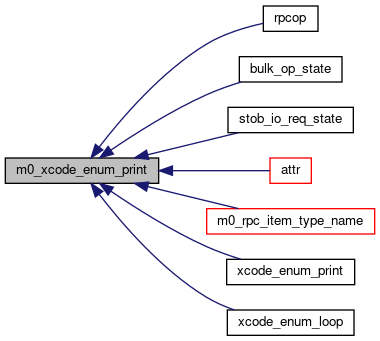 rpcop
bulk_op_state
stob_io_req_state
m0_xcode_enum_print
attr
m0_rpc_item_type_name
xcode_enum_print
xcode_enum_loop